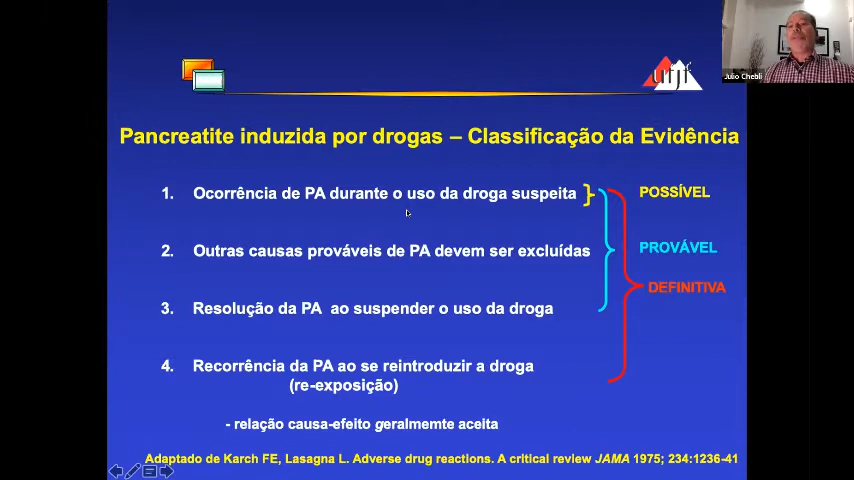 Julio Chebli
ufjf
Pancreatite induzida por drogas – Classificação da Evidência
1. Ocorrência de PA durante o uso da droga suspeita
POSSÍVEL
2. Outras causas prováveis de PA devem ser excluídas
PROVÁVEL
DEFINITIVA
3. Resolução da PA ao suspender o uso da droga
4. Recorrência da PA ao se reintroduzir a droga
(re-exposição)
- relação causa-efeito geralmemte aceita
Adaptado de Karch FE, Lasagna L. Adverse drug reactions. A critical review JAMA 1975; 234:1236-41